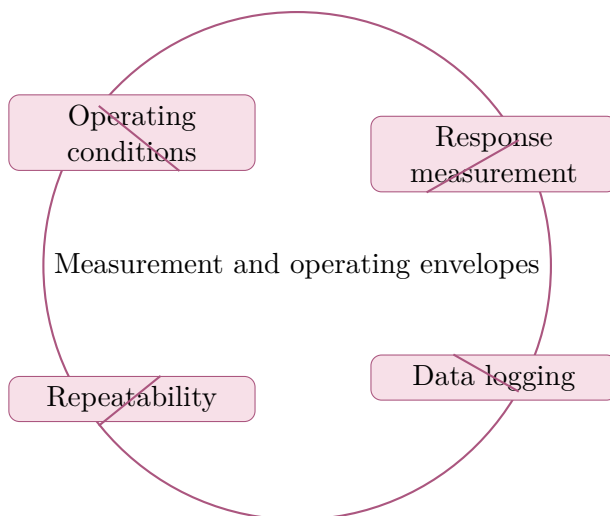 Operating
conditions
Response
measurement
Measurement and operating envelopes
Repeatability
Data logging